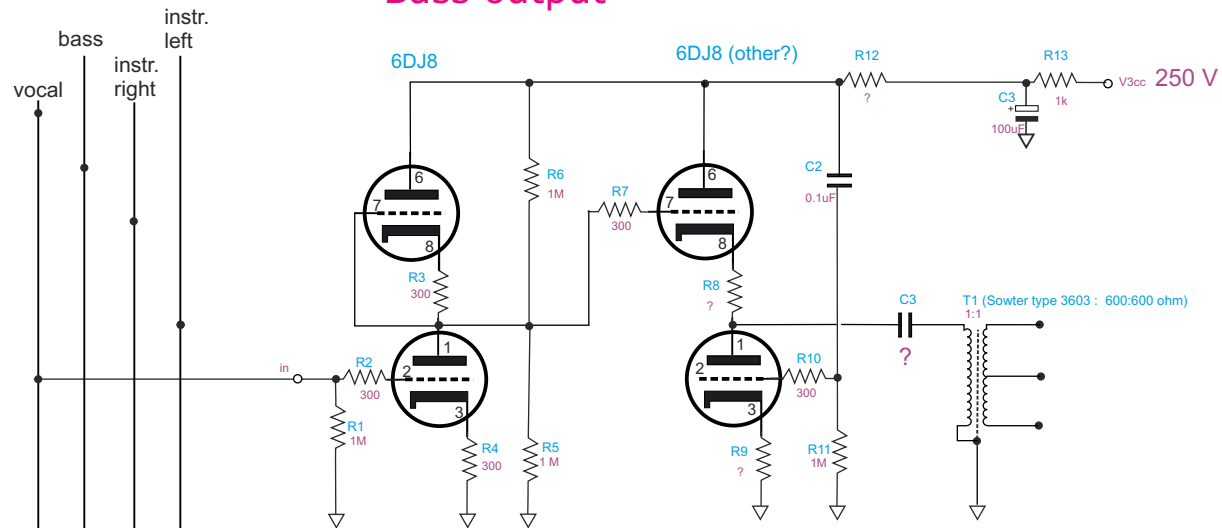 Bass output
instr.
left
bass
instr.
right
vocal
6DJ8
6DJ8 (other?)
R12
?
R13
1k
V3cc 250 V
C3
+
100uF
6
7
8
R6
1M
R7
300
6
7
8
C2
0.1uF
R3
300
R8
?
C3
?
T1 (Sowter type 3603 : 600:600 ohm)
1:1
in
R2
300
1
2
3
1
2
3
R10
300
R1
1M
R4
300
R5
1 M
R9
?
R11
1M